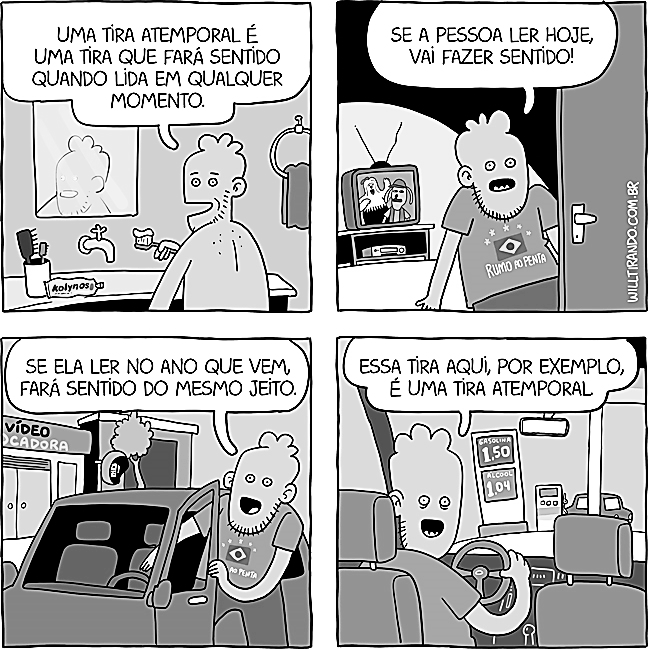 UMA TIRA ATEMPORAL É
UMA TIRA QUE FARÁ SENTIDO
QUANDO LIDA EM QUALQUER
MOMENTO.
kolynos
SE A PESSOA LER HOJE,
VAI FAZER SENTIDO!
RUMO AO PENTA
WILLTIRANDO.COM.BR
SE ELA LER NO ANO QUE VEM,
FARÁ SENTIDO DO MESMO JEITO.
VÍDEO
OCADORA
AO PENTA
ESSA TIRA AQUI, POR EXEMPLO,
É UMA TIRA ATEMPORAL
GASOLINA
1.50
ÁLCOOL
1.04